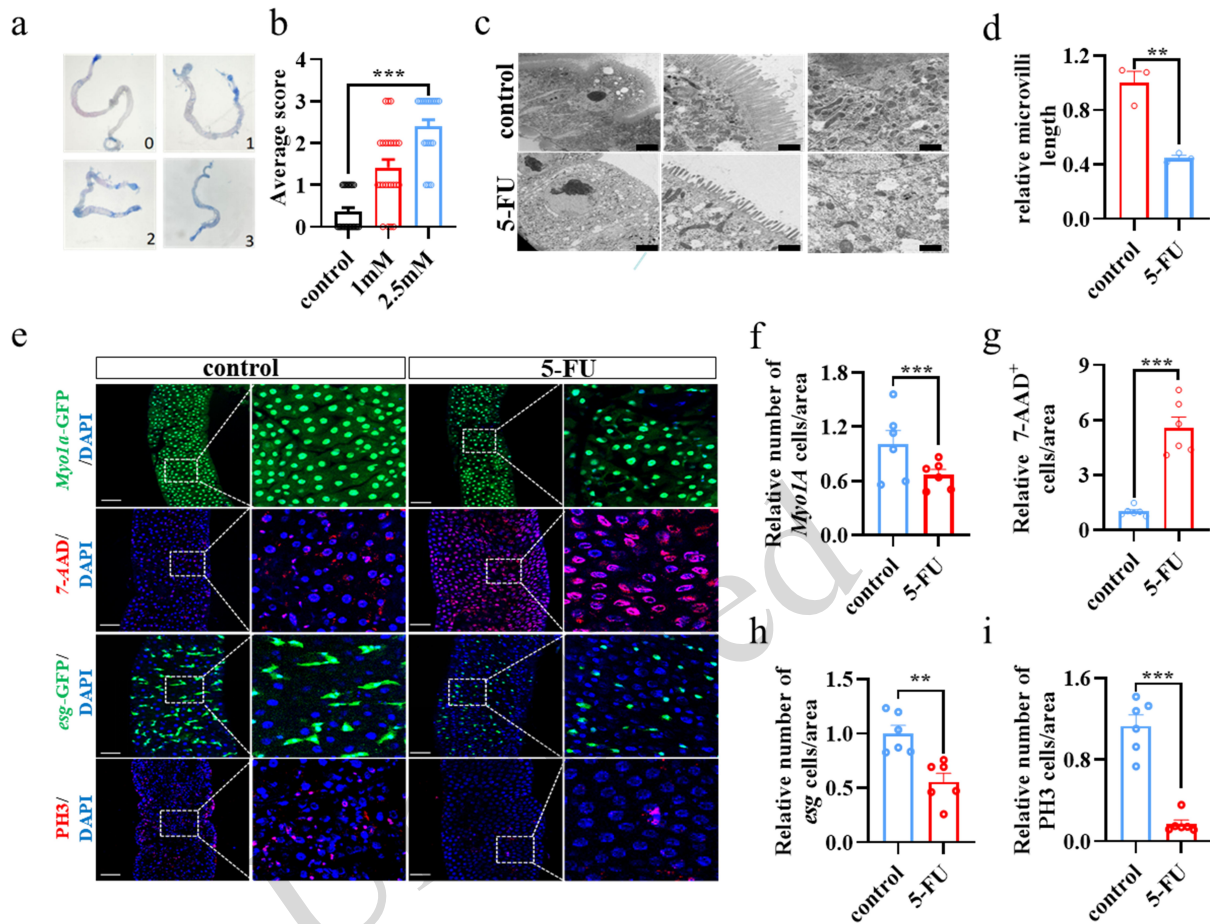 a
0
1
2
3
b
Average score
4
3
2
1
0
***
control
1mM
2.5mM
c
control
5-FU
d
relative microvilli
length
1.2
0.8
0.4
0.0
**
control
5-FU
e
control
5-FU
Myo1a-GFP
/DAPI
7-AAD/
DAPI
esg-GFP/
DAPI
PH3/
DAPI
f
Relative number of
Myo1A cells/area
1.8
1.2
0.6
0.0
***
control
5-FU
g
Relative 7-AAD+
cells/area
9
6
3
0
***
control
5-FU
h
Relative number of
esg cells/area
1.5
1.0
0.5
0.0
**
control
5-FU
i
Relative number of
PH3 cells/area
1.6
0.8
0.0
***
control
5-FU